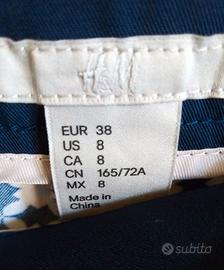 H&M
EUR 38
US 8
CA 8
CN 165/72A
MX 8
Made in
China
subito